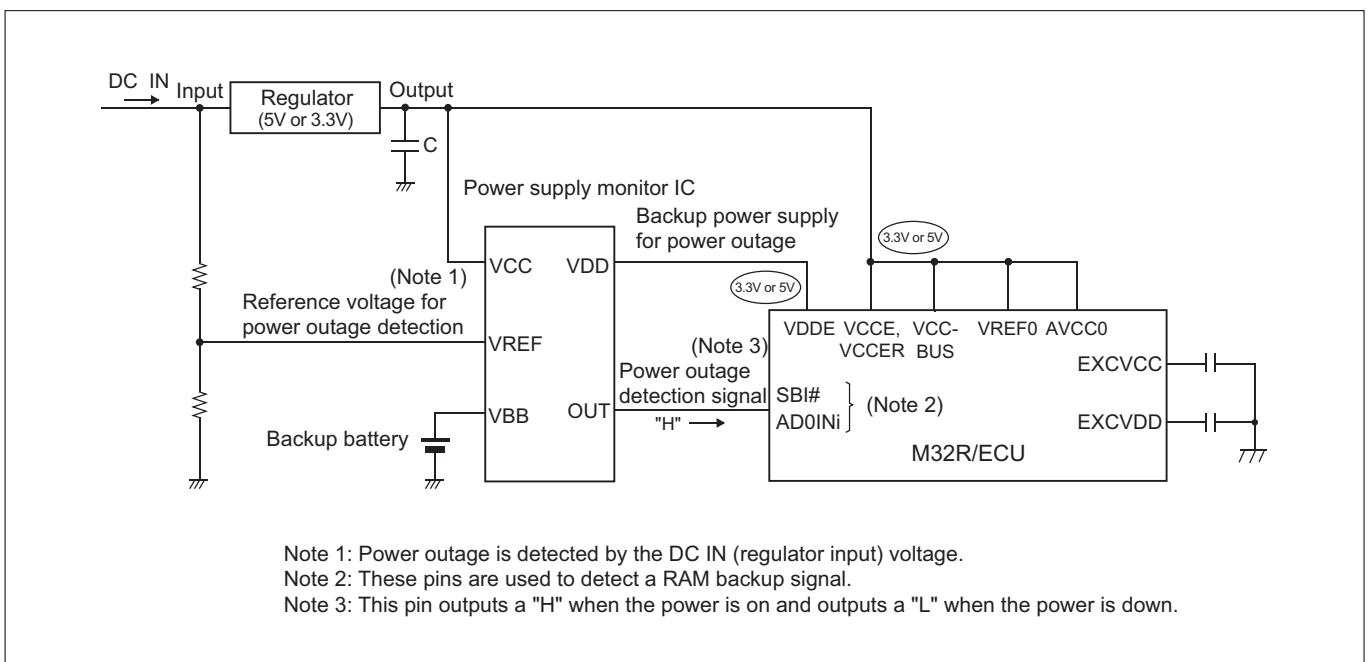 DC IN
Input
Regulator
(5V or 3.3V)
Output
C
Power supply monitor IC
Backup power supply
for power outage
3.3V or 5V
(Note 1)
VCC
VDD
3.3V or 5V
Reference voltage for
power outage detection
VREF
VDDE
VCCE,
VCCER
VCC-
BUS
VREF0
AVCC0
(Note 3)
Power outage
detection signal
EXCVCC
SBI#
AD0INi
(Note 2)
VBB
OUT
"H"
EXCVDD
Backup battery
M32R/ECU
Note 1: Power outage is detected by the DC IN (regulator input) voltage.
Note 2: These pins are used to detect a RAM backup signal.
Note 3: This pin outputs a "H" when the power is on and outputs a "L" when the power is down.